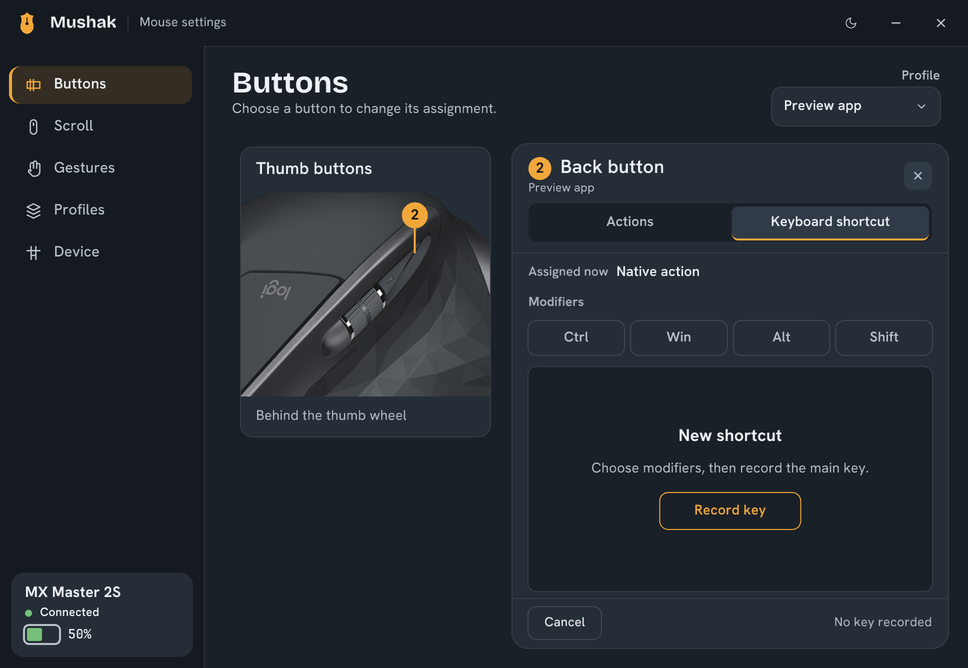 Mushak
Mouse settings
Buttons
Scroll
Gestures
Profiles
Device
MX Master 2S
Connected
50%
Buttons
Choose a button to change its assignment.
Profile
Preview app
Thumb buttons
2
logi
Behind the thumb wheel
2 Back button
Preview app
Actions
Keyboard shortcut
Assigned now Native action
Modifiers
Ctrl
Win
Alt
Shift
New shortcut
Choose modifiers, then record the main key.
Record key
Cancel
No key recorded